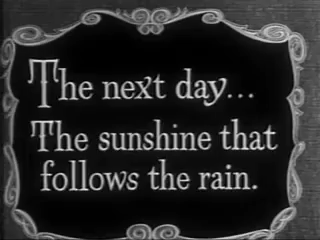 The next day...
The sunshine that
follows the rain.